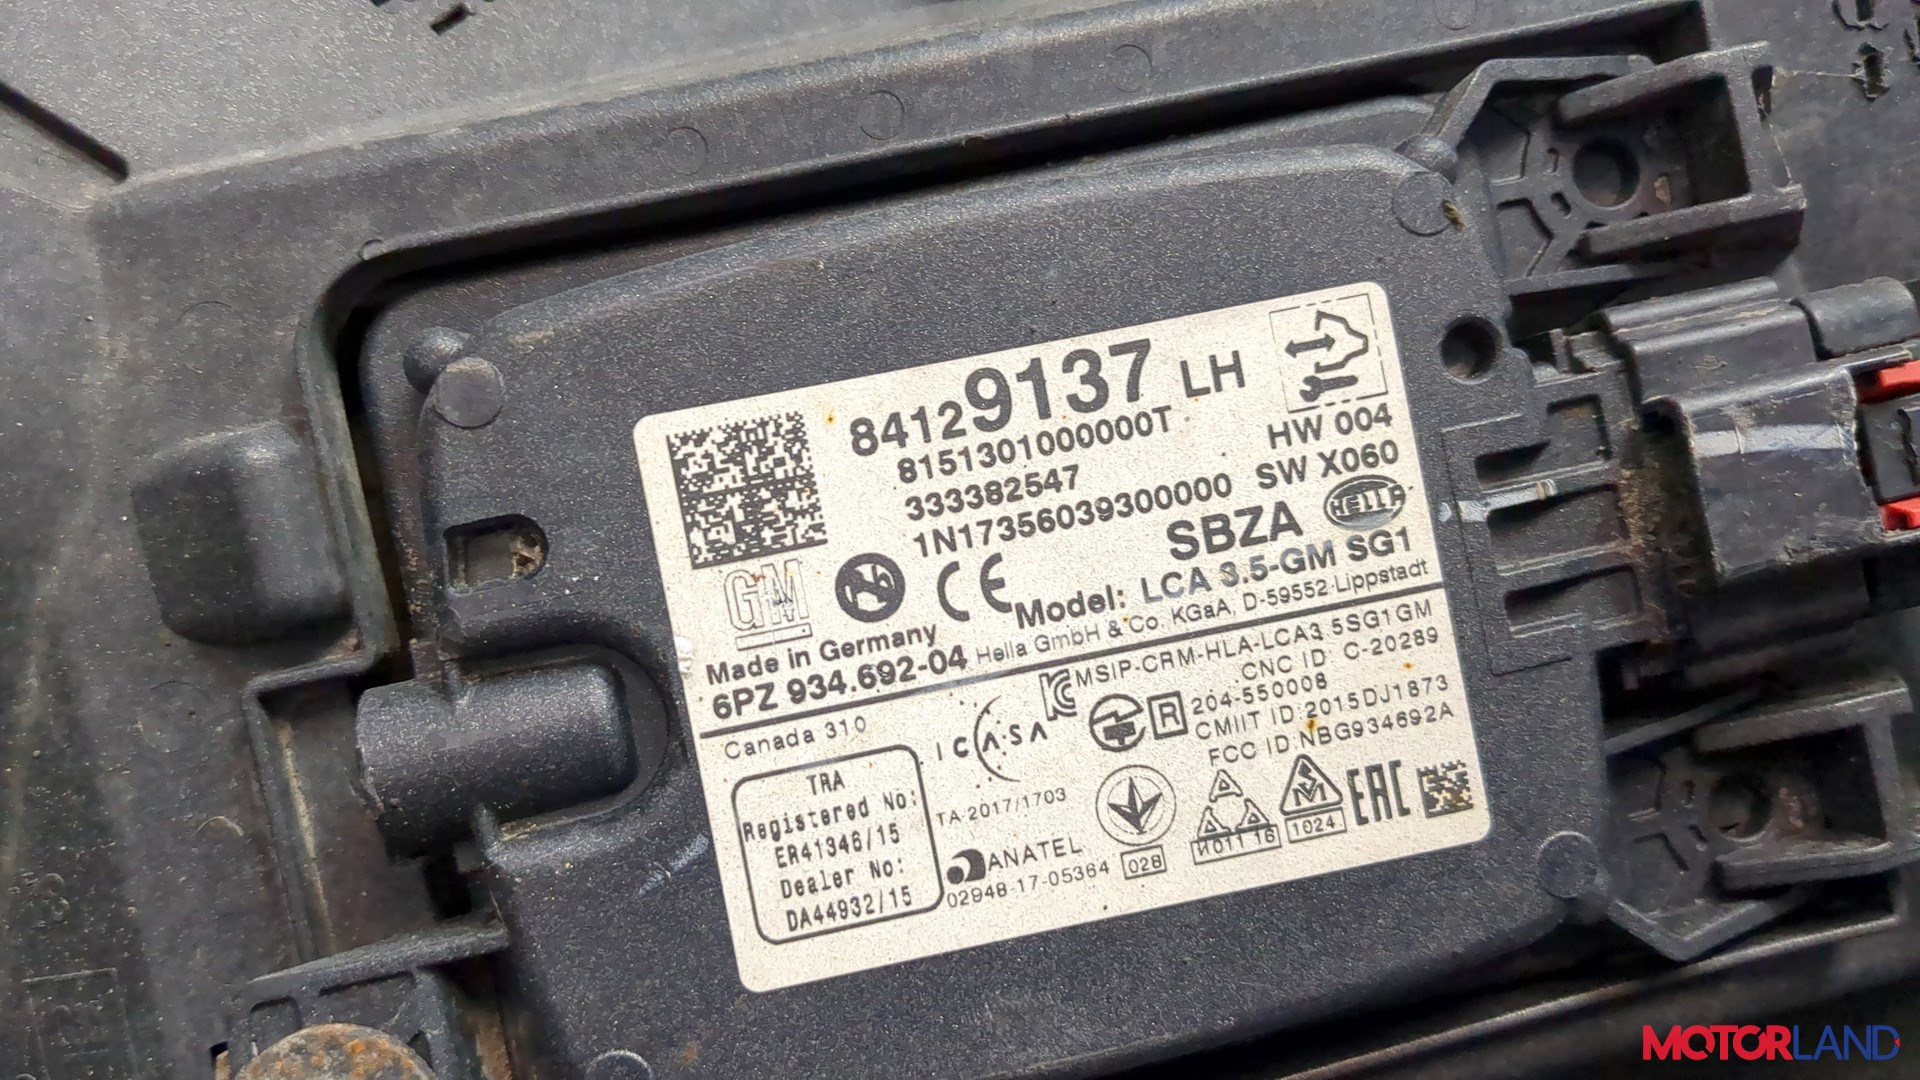 84129137 LH
8151301000000T
HW 004
333382547
SW X060
1N17356039300000
SBZA
HELLA
GM
CE
Model: LCA 3.5-GM SG1
Made in Germany
Hella GmbH & Co. KGaA, D-59552 Lippstadt
6PZ 934.692-04
Canada 310
MSIP-CRM-HLA-LCA3.5SG1GM
CNC ID C-20289
ICASA
R 204-550008
CMIIT ID:2015DJ1873
FCC ID:NBG934692A
TRA
Registered No:
ER41346/15
Dealer No:
DA44932/15
TA-2017/1703
ANATEL
02948-17-05364
028
И011 16
1024
EAC
MOTORLAND